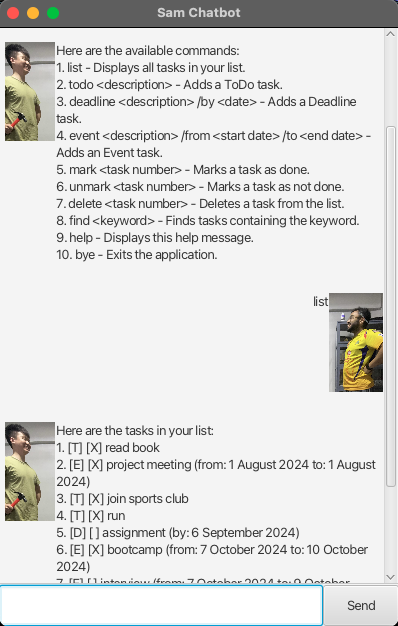 Sam Chatbot
Here are the available commands:
1. list - Displays all tasks in your list.
2. todo <description> - Adds a ToDo task.
3. deadline <description> /by <date> - Adds a Deadline
task.
4. event <description> /from <start date> /to <end date> -
Adds an Event task.
5. mark <task number> - Marks a task as done.
6. unmark <task number> - Marks a task as not done.
7. delete <task number> - Deletes a task from the list.
8. find <keyword> - Finds tasks containing the keyword.
9. help - Displays this help message.
10. bye - Exits the application.
list
Here are the tasks in your list:
1. [T] [X] read book
2. [E] [X] project meeting (from: 1 August 2024 to: 1 August
2024)
3. [T] [X] join sports club
4. [T] [X] run
5. [D] [ ] assignment (by: 6 September 2024)
6. [E] [X] bootcamp (from: 7 October 2024 to: 10 October
2024)
7. [E] [ ] interview (from: 7 October 2024 to: 9 October
Send